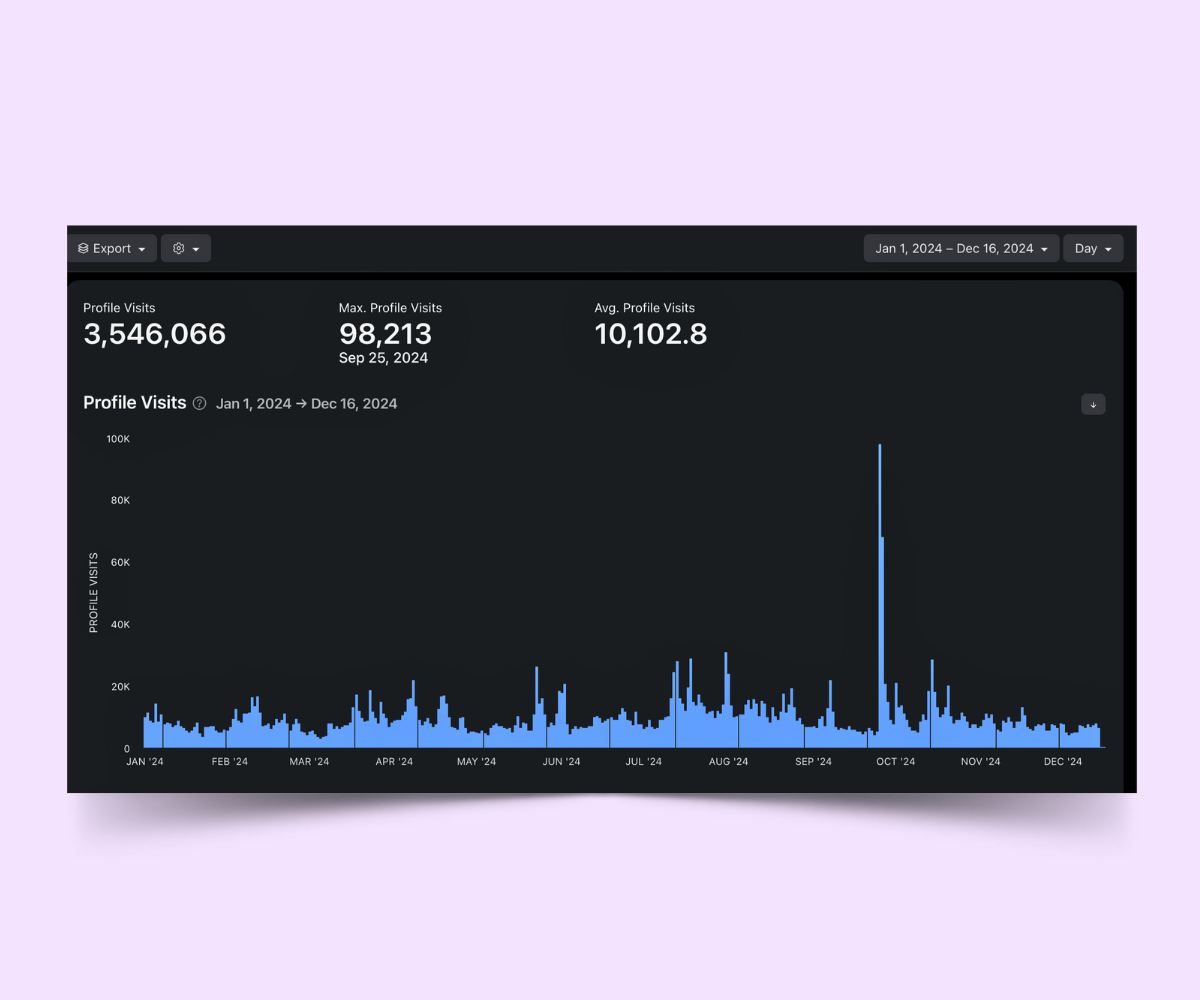 Export
Jan 1, 2024 – Dec 16, 2024
Day
Profile Visits
3,546,066
Max. Profile Visits
98,213
Sep 25, 2024
Avg. Profile Visits
10,102.8
Profile Visits ? Jan 1, 2024 → Dec 16, 2024
100K
80K
60K
40K
20K
0
PROFILE VISITS
JAN '24 FEB '24 MAR '24 APR '24 MAY '24 JUN '24 JUL '24 AUG '24 SEP '24 OCT '24 NOV '24 DEC '24